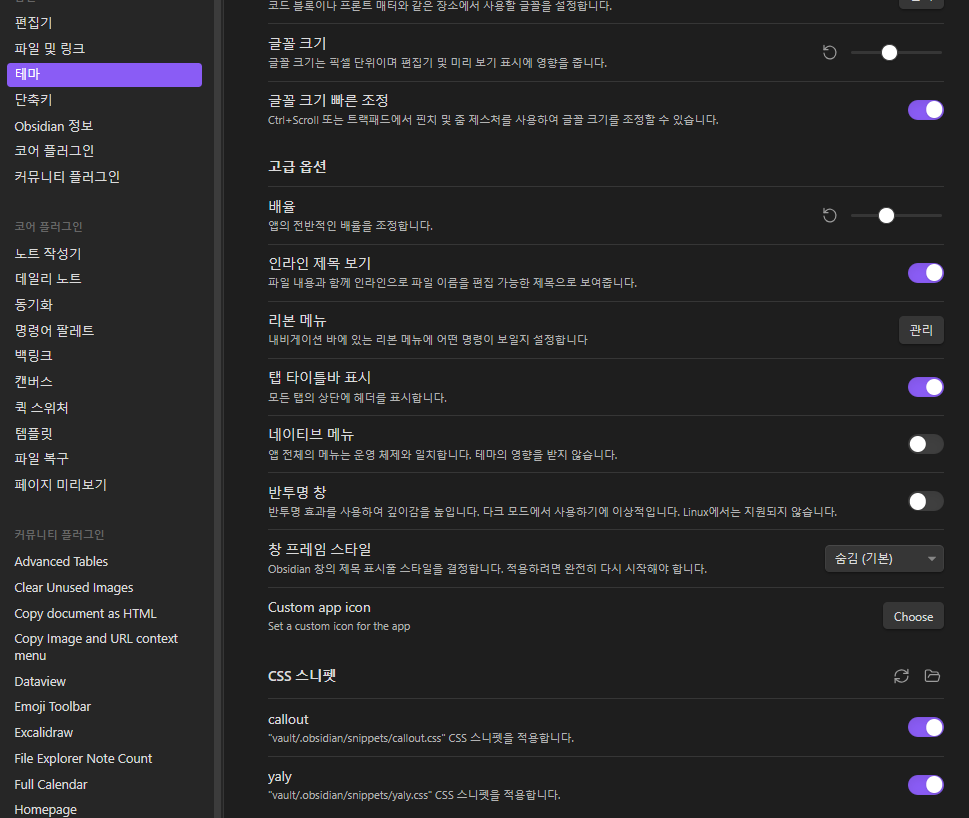 편집기
파일 및 링크
테마
단축키
Obsidian 정보
코어 플러그인
커뮤니티 플러그인
코어 플러그인
노트 작성기
데일리 노트
동기화
명령어 팔레트
백링크
캔버스
퀵 스위처
템플릿
파일 복구
페이지 미리보기
커뮤니티 플러그인
Advanced Tables
Clear Unused Images
Copy document as HTML
Copy Image and URL context
menu
Dataview
Emoji Toolbar
Excalidraw
File Explorer Note Count
Full Calendar
Homepage
코드 블록이나 프론트 매터와 같은 장소에서 사용할 글꼴을 설정합니다.
글꼴 크기
글꼴 크기는 픽셀 단위이며 편집기 및 미리 보기 표시에 영향을 줍니다.
글꼴 크기 빠른 조정
Ctrl+Scroll 또는 트랙패드에서 핀치 및 줌 제스처를 사용하여 글꼴 크기를 조정할 수 있습니다.
고급 옵션
배율
앱의 전반적인 배율을 조정합니다.
인라인 제목 보기
파일 내용과 함께 인라인으로 파일 이름을 편집 가능한 제목으로 보여줍니다.
리본 메뉴
내비게이션 바에 있는 리본 메뉴에 어떤 명령이 보일지 설정합니다
관리
탭 타이틀바 표시
모든 탭의 상단에 헤더를 표시합니다.
네이티브 메뉴
앱 전체의 메뉴는 운영 체제와 일치합니다. 테마의 영향을 받지 않습니다.
반투명 창
반투명 효과를 사용하여 깊이감을 높입니다. 다크 모드에서 사용하기에 이상적입니다. Linux에서는 지원되지 않습니다.
창 프레임 스타일
Obsidian 창의 제목 표시줄 스타일을 결정합니다. 적용하려면 완전히 다시 시작해야 합니다.
숨김 (기본)
Custom app icon
Set a custom icon for the app
Choose
CSS 스니펫
callout
"vault/.obsidian/snippets/callout.css" CSS 스니펫을 적용합니다.
yaly
"vault/.obsidian/snippets/yaly.css" CSS 스니펫을 적용합니다.